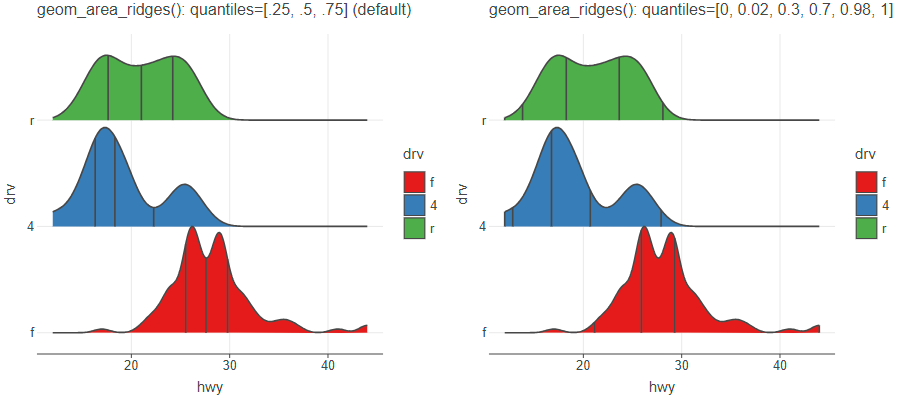 geom_area_ridges(): quantiles=[.25, .5, .75] (default)
r
4
f
drv
20
30
40
hwy
drv
f
4
r
geom_area_ridges(): quantiles=[0, 0.02, 0.3, 0.7, 0.98, 1]
r
4
f
drv
20
30
40
hwy
drv
f
4
r